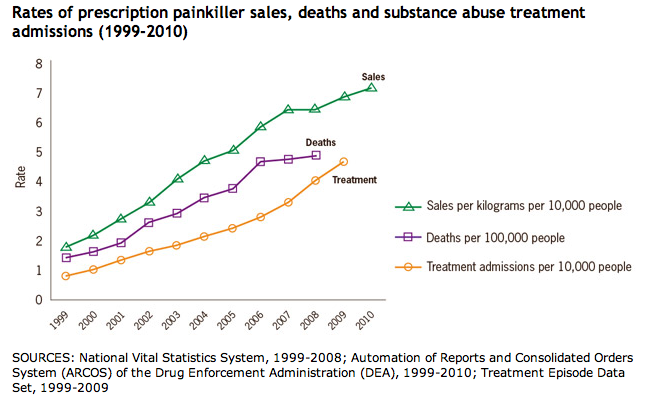 Rates of prescription painkiller sales, deaths and substance abuse treatment
admissions (1999-2010)
8
7
6
5
4
3
2
1
0
Rate
Sales
Deaths
Treatment
1999
2000
2001
2002
2003
2004
2005
2006
2007
2008
2009
2010
Sales per kilograms per 10,000 people
Deaths per 100,000 people
Treatment admissions per 10,000 people
SOURCES: National Vital Statistics System, 1999-2008; Automation of Reports and Consolidated Orders
System (ARCOS) of the Drug Enforcement Administration (DEA), 1999-2010; Treatment Episode Data
Set, 1999-2009